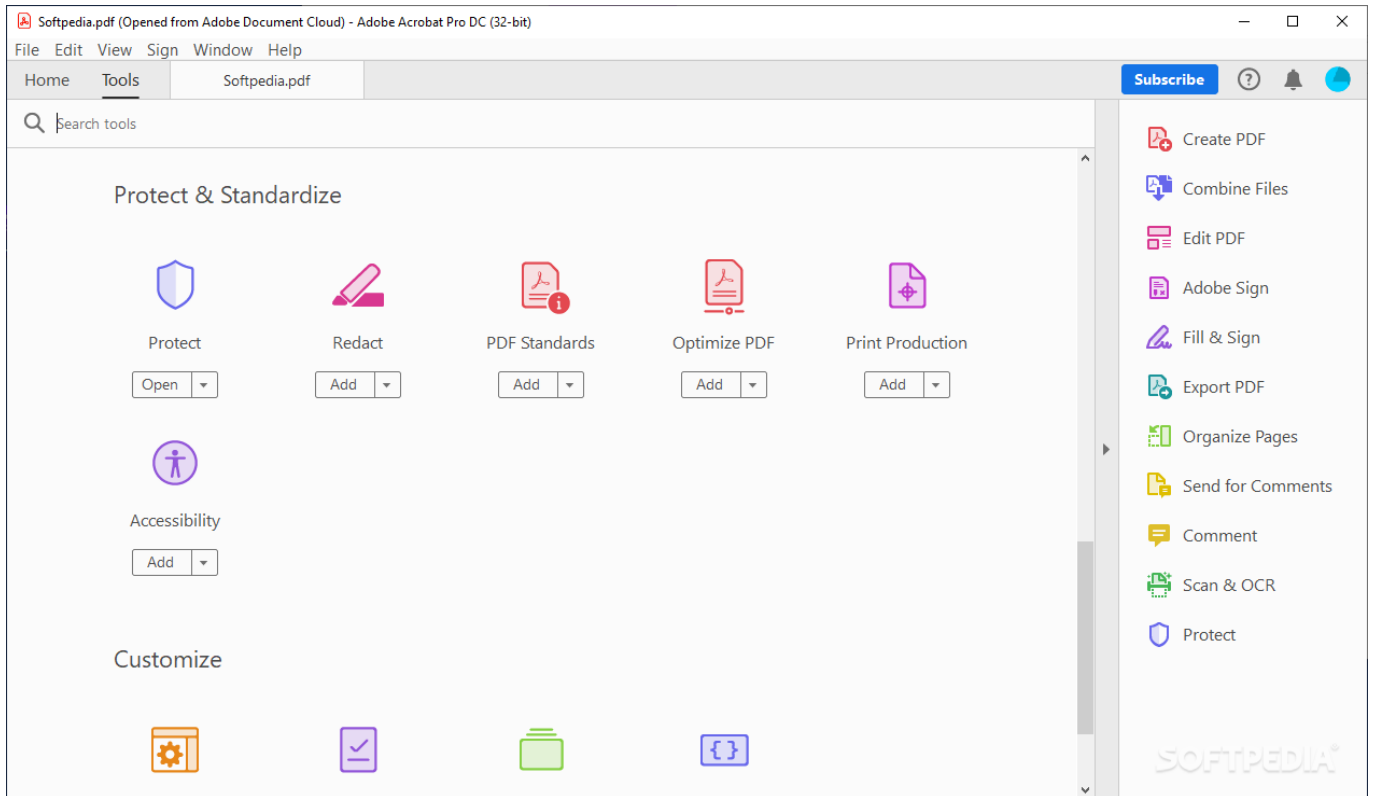 Softpedia.pdf (Opened from Adobe Document Cloud) - Adobe Acrobat Pro DC (32-bit)
File Edit View Sign Window Help
Home Tools Softpedia.pdf Subscribe ?
Search tools
Protect & Standardize
Protect Redact PDF Standards Optimize PDF Print Production
Open Add Add Add Add
Accessibility
Add
Customize
{}
Create PDF
Combine Files
Edit PDF
Adobe Sign
Fill & Sign
Export PDF
Organize Pages
Send for Comments
Comment
Scan & OCR
Protect
SOFTPEDIA®